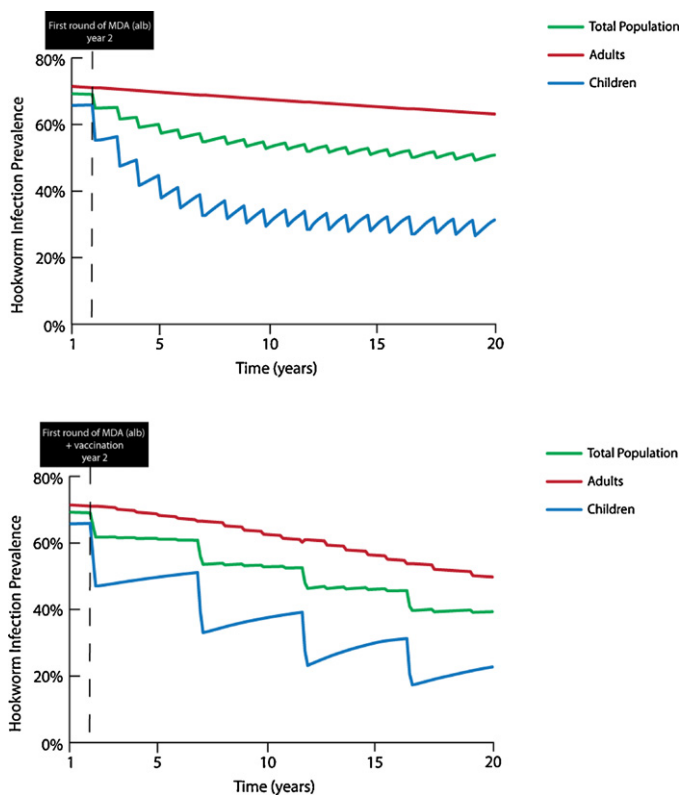 First round of MDA (alb)
year 2
Total Population
Adults
Children
Hookworm Infection Prevalence
80%
60%
40%
20%
0%
1
5
10
15
20
Time (years)
First round of MDA (alb)
+ vaccination
year 2
Total Population
Adults
Children
Hookworm Infection Prevalence
80%
60%
40%
20%
0%
1
5
10
15
20
Time (years)